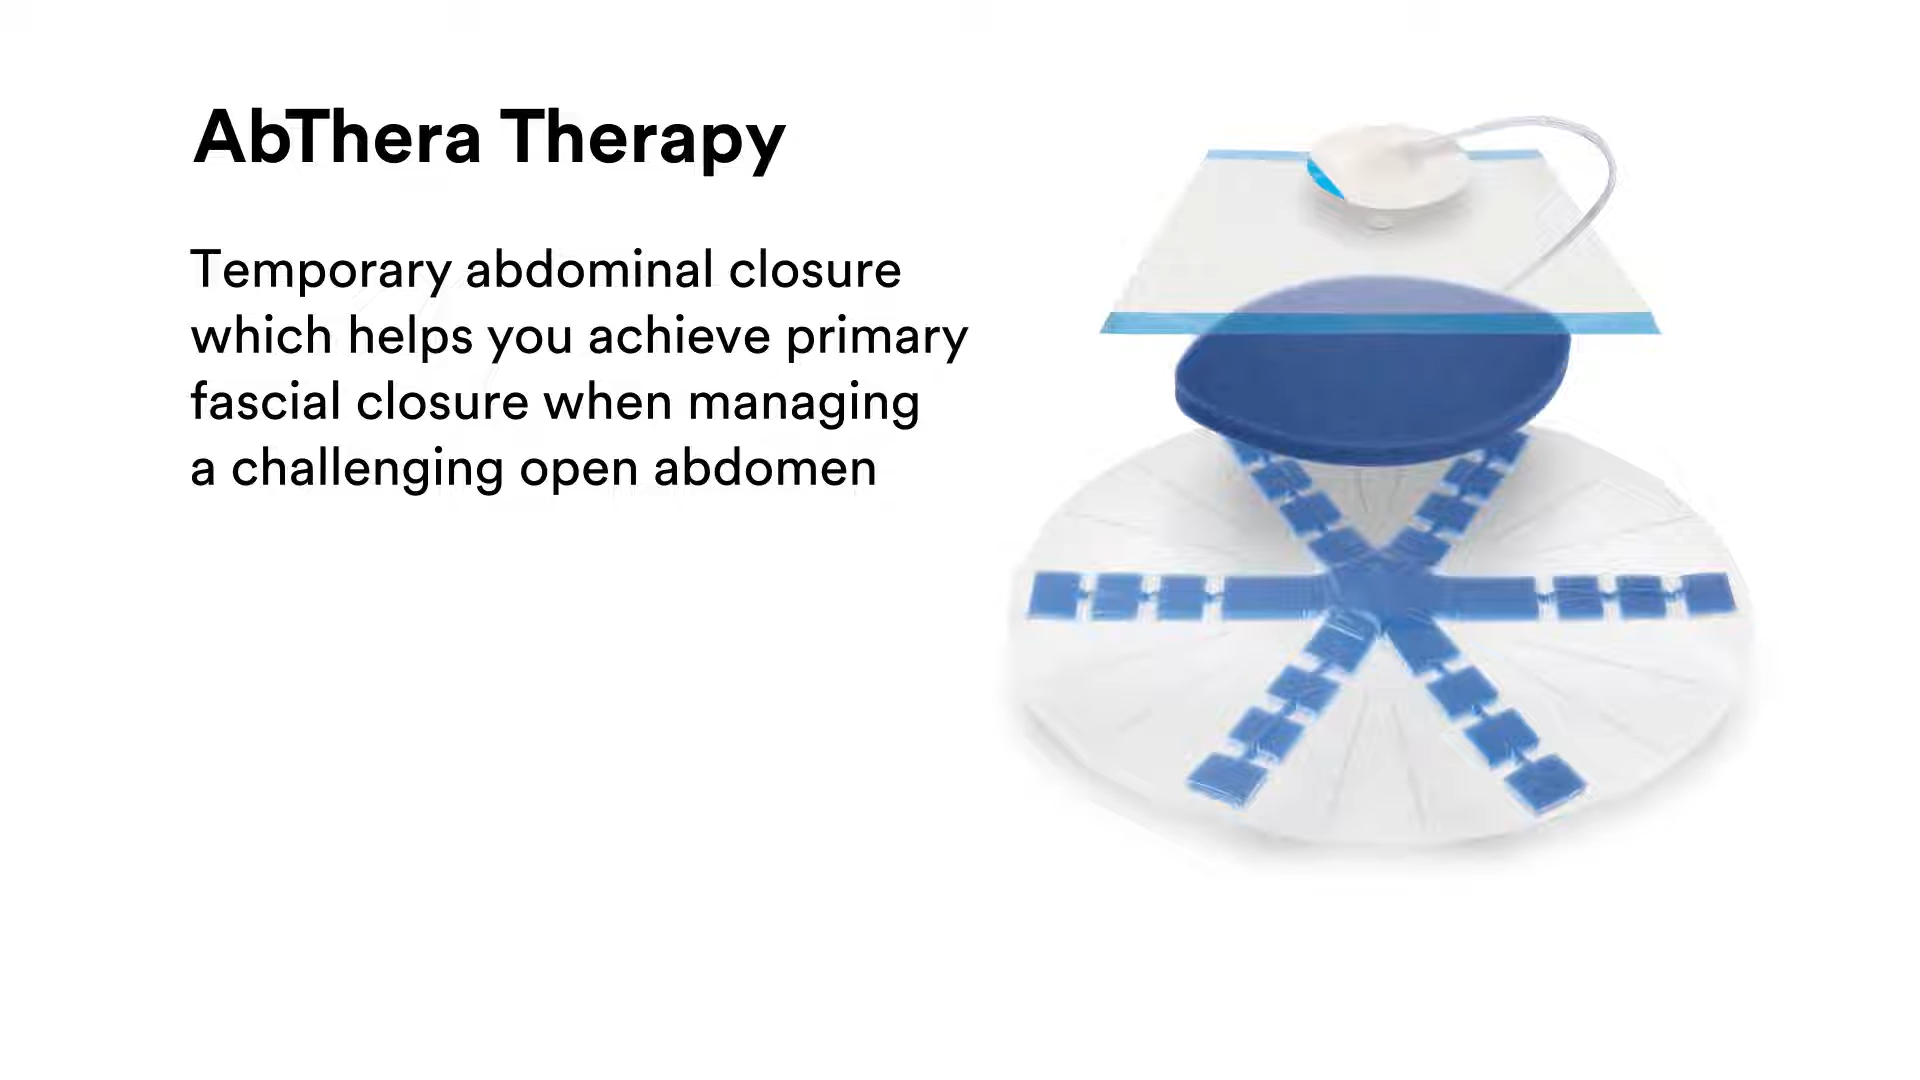 AbThera Therapy
Temporary abdominal closure
which helps you achieve primary
fascial closure when managing
a challenging open abdomen